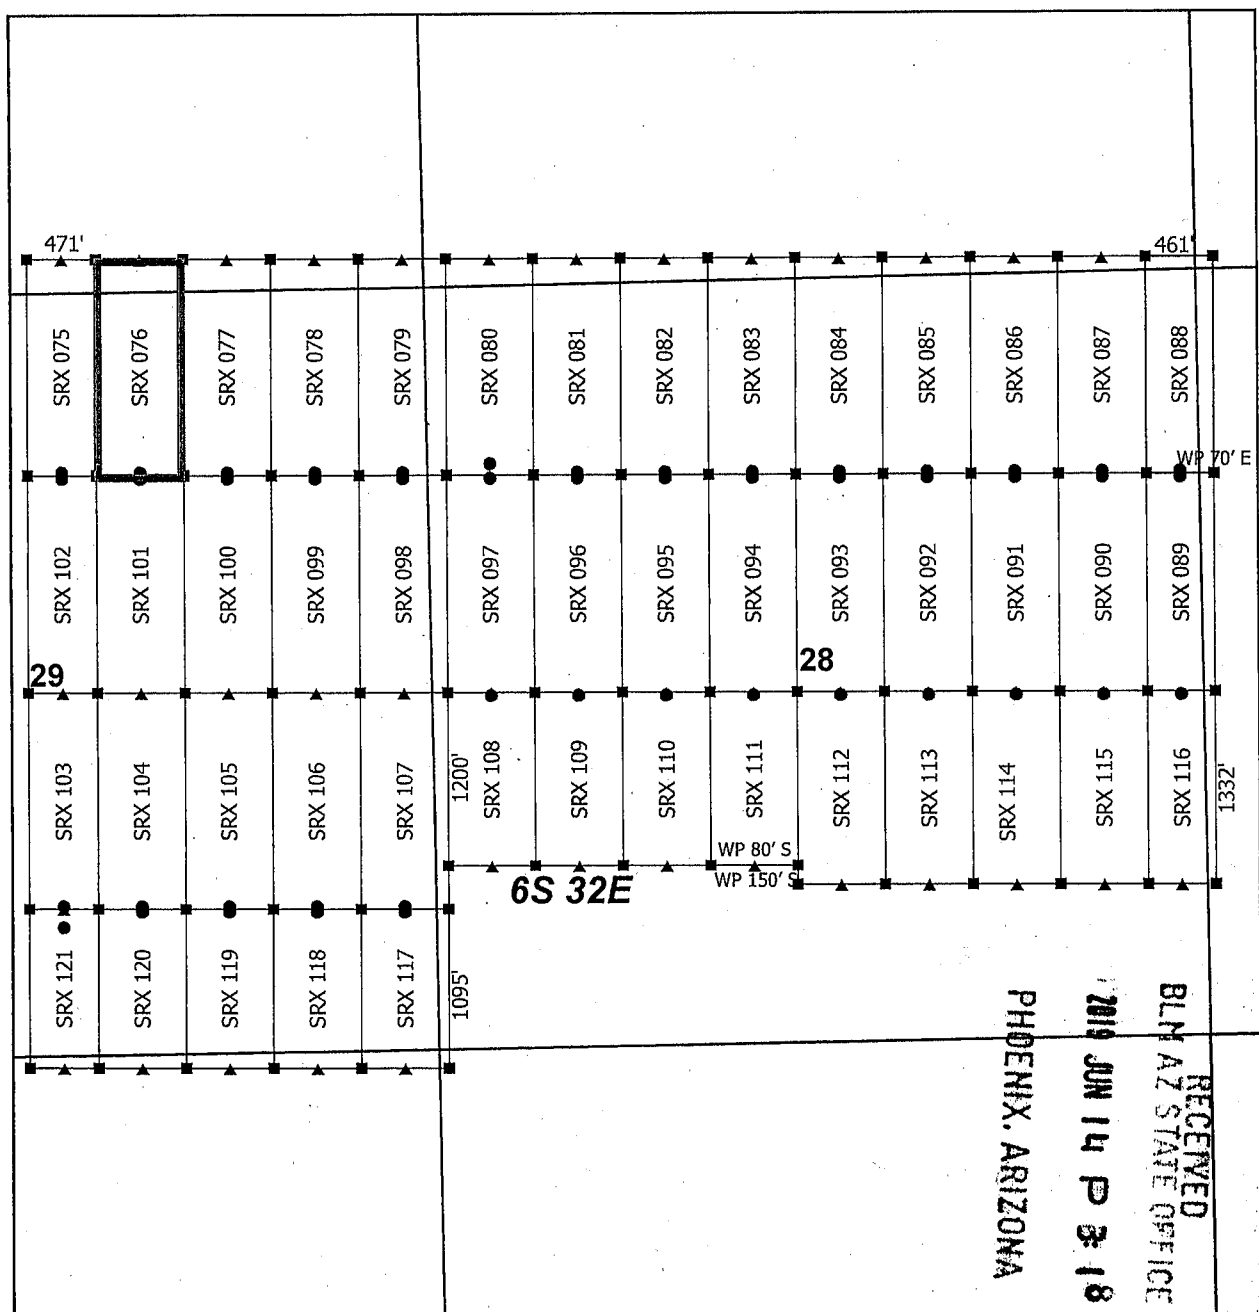 471'
461'
SRX 075
SRX 076
SRX 077
SRX 078
SRX 079
SRX 080
SRX 081
SRX 082
SRX 083
SRX 084
SRX 085
SRX 086
SRX 087
SRX 088
WP 70' E
SRX 102
SRX 101
SRX 100
SRX 099
SRX 098
SRX 097
SRX 096
SRX 095
SRX 094
SRX 093
SRX 092
SRX 091
SRX 090
SRX 089
29
28
SRX 103
SRX 104
SRX 105
SRX 106
SRX 107
1200'
SRX 108
SRX 109
SRX 110
SRX 111
SRX 112
SRX 113
SRX 114
SRX 115
SRX 116
1332'
WP 80' S
WP 150' S
6S 32E
SRX 121
SRX 120
SRX 119
SRX 118
SRX 117
1095'
RECEIVED
BLM AZ STATE OFFICE
2019 JUN 14 P 3:18
PHOENIX, ARIZONA